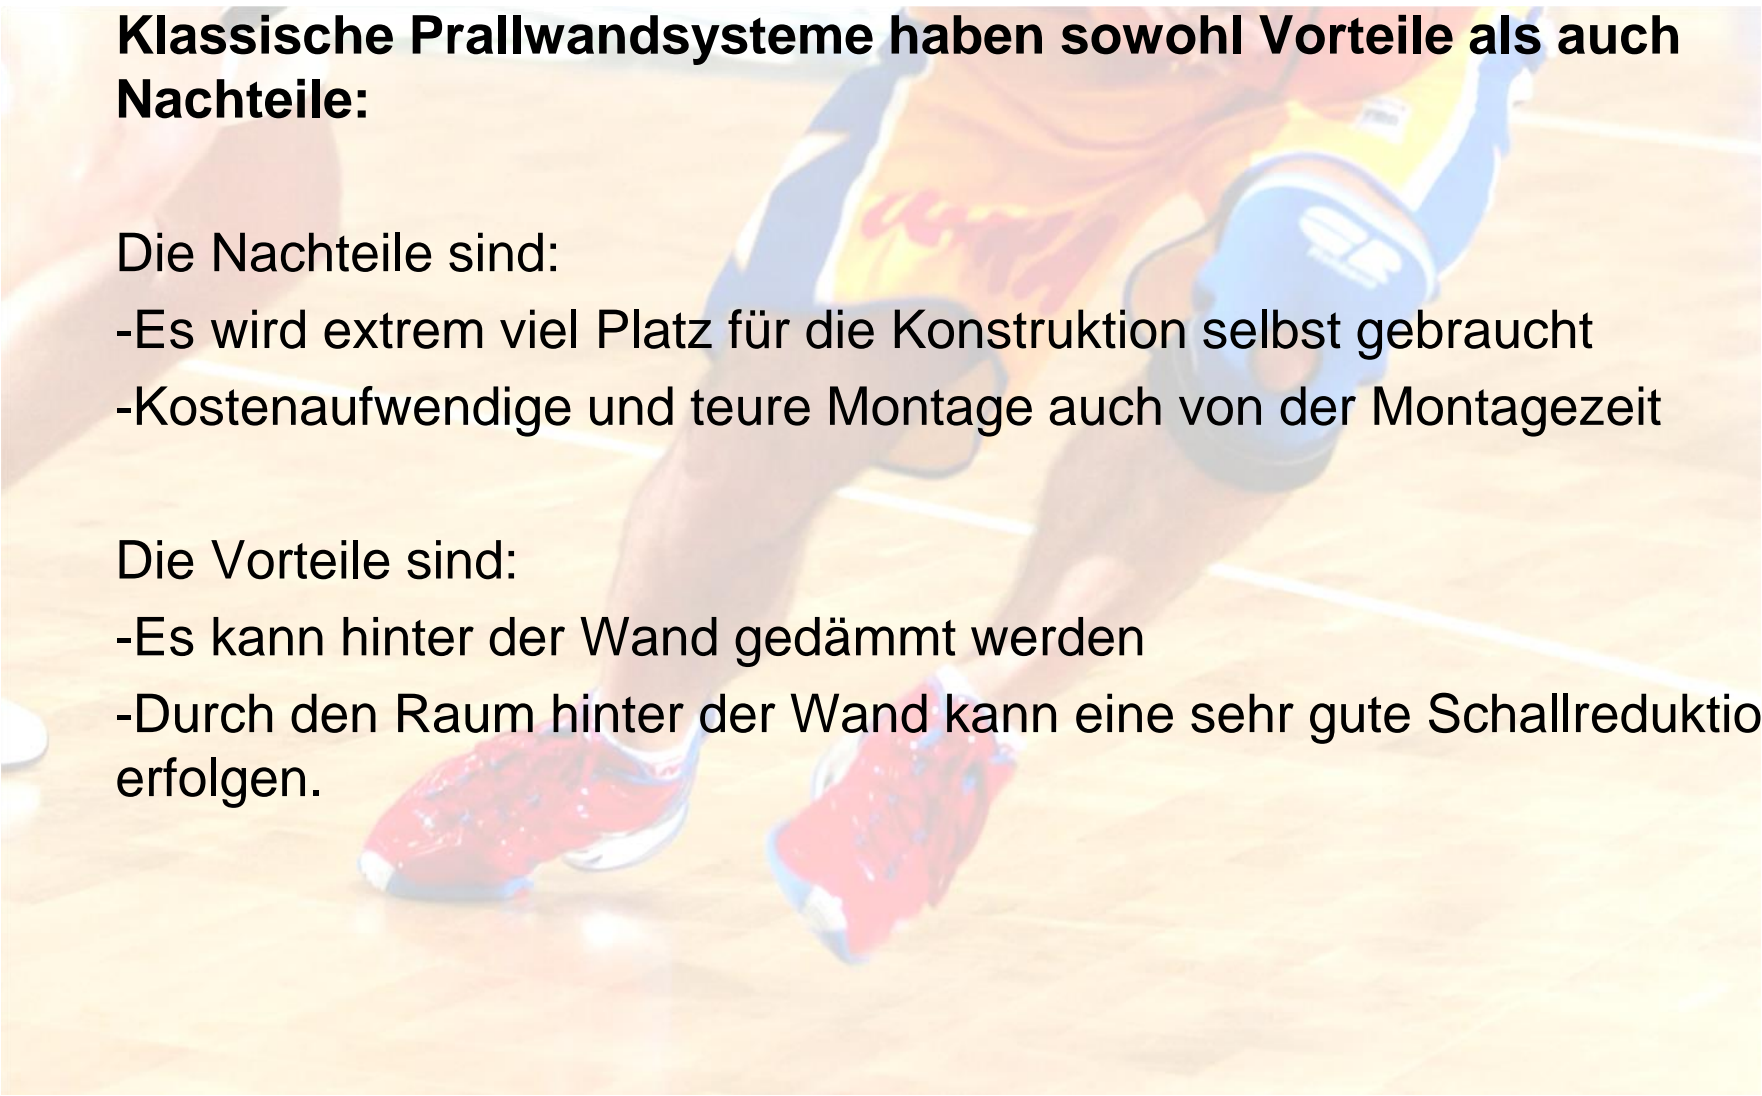 Klassische Prallwandsysteme haben sowohl Vorteile als auch
Nachteile:
Die Nachteile sind:
-Es wird extrem viel Platz für die Konstruktion selbst gebraucht
-Kostenaufwendige und teure Montage auch von der Montagezeit
Die Vorteile sind:
-Es kann hinter der Wand gedämmt werden
-Durch den Raum hinter der Wand kann eine sehr gute Schallreduktio
erfolgen.